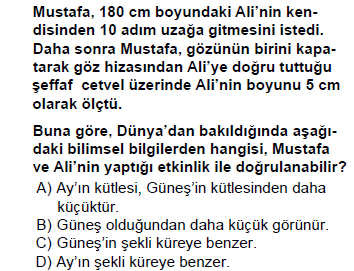 Mustafa, 180 cm boyundaki Ali'nin ken-
disinden 10 adım uzağa gitmesini istedi.
Daha sonra Mustafa, gözünün birini kapa-
tarak göz hizasından Ali'ye doğru tuttuğu
şeffaf cetvel üzerinde Ali'nin boyunu 5 cm
olarak ölçtü.
Buna göre, Dünya'dan bakıldığında aşağı-
daki bilimsel bilgilerden hangisi, Mustafa
ve Ali'nin yaptığı etkinlik ile doğrulanabilir?
A) Ay'ın kütlesi, Güneş'in kütlesinden daha
küçüktür.
B) Güneş olduğundan daha küçük görünür.
C) Güneş'in şekli küreye benzer.
D) Ay'ın şekli küreye benzer.